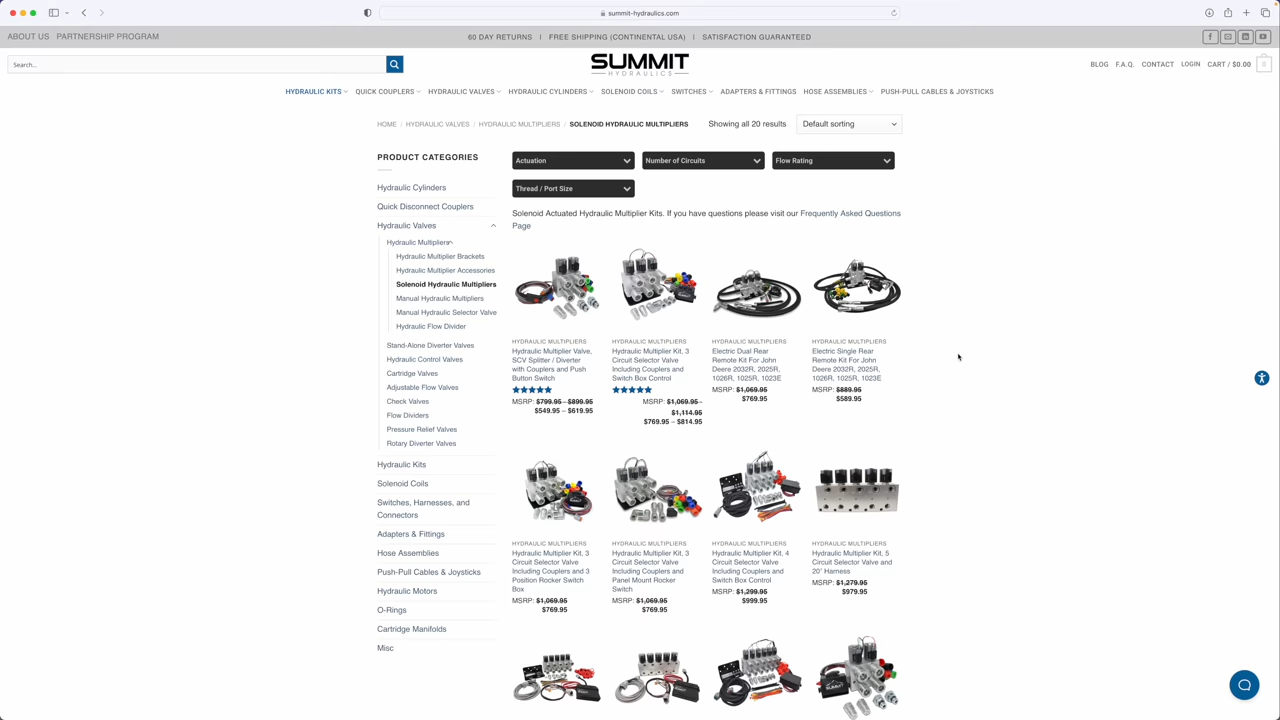 summit-hydraulics.com
ABOUT US PARTNERSHIP PROGRAM
60 DAY RETURNS | FREE SHIPPING (CONTINENTAL USA) | SATISFACTION GUARANTEED
Search...
SUMMIT
HYDRAULICS
BLOG F.A.Q. CONTACT LOGIN CART / $0.00 0
HYDRAULIC KITS QUICK COUPLERS HYDRAULIC VALVES HYDRAULIC CYLINDERS SOLENOID COILS SWITCHES ADAPTERS & FITTINGS HOSE ASSEMBLIES PUSH-PULL CABLES & JOYSTICKS
HOME / HYDRAULIC VALVES / HYDRAULIC MULTIPLIERS / SOLENOID HYDRAULIC MULTIPLIERS
Showing all 20 results
Default sorting
PRODUCT CATEGORIES
Hydraulic Cylinders
Quick Disconnect Couplers
Hydraulic Valves
Hydraulic Multipliers
Hydraulic Multiplier Brackets
Hydraulic Multiplier Accessories
Solenoid Hydraulic Multipliers
Manual Hydraulic Multipliers
Manual Hydraulic Selector Valve
Hydraulic Flow Divider
Stand-Alone Diverter Valves
Hydraulic Control Valves
Cartridge Valves
Adjustable Flow Valves
Check Valves
Flow Dividers
Pressure Relief Valves
Rotary Diverter Valves
Hydraulic Kits
Solenoid Coils
Switches, Harnesses, and
Connectors
Adapters & Fittings
Hose Assemblies
Push-Pull Cables & Joysticks
Hydraulic Motors
O-Rings
Cartridge Manifolds
Misc
Actuation
Number of Circuits
Flow Rating
Thread / Port Size
Solenoid Actuated Hydraulic Multiplier Kits. If you have questions please visit our Frequently Asked Questions
Page
HYDRAULIC MULTIPLIERS
Hydraulic Multiplier Valve,
SCV Splitter / Diverter
with Couplers and Push
Button Switch
MSRP: $799.95 - $899.95
$549.95 – $619.95
HYDRAULIC MULTIPLIERS
Hydraulic Multiplier Kit, 3
Circuit Selector Valve
Including Couplers and
Switch Box Control
MSRP: $1,069.95 -
$1,114.95
$769.95 – $814.95
HYDRAULIC MULTIPLIERS
Electric Dual Rear
Remote Kit For John
Deere 2032R, 2025R,
1026R, 1025R, 1023E
MSRP: $1,069.95
$769.95
HYDRAULIC MULTIPLIERS
Electric Single Rear
Remote Kit For John
Deere 2032R, 2025R,
1026R, 1025R, 1023E
MSRP: $889.95
$589.95
HYDRAULIC MULTIPLIERS
Hydraulic Multiplier Kit, 3
Circuit Selector Valve
Including Couplers and 3
Position Rocker Switch
Box
MSRP: $1,069.95
$769.95
HYDRAULIC MULTIPLIERS
Hydraulic Multiplier Kit, 3
Circuit Selector Valve
Including Couplers and
Panel Mount Rocker
Switch
MSRP: $1,069.95
$769.95
HYDRAULIC MULTIPLIERS
Hydraulic Multiplier Kit, 4
Circuit Selector Valve
Including Couplers and
Switch Box Control
MSRP: $1,299.95
$999.95
HYDRAULIC MULTIPLIERS
Hydraulic Multiplier Kit, 5
Circuit Selector Valve and
20' Harness
MSRP: $1,279.95
$979.95
SUMMIT